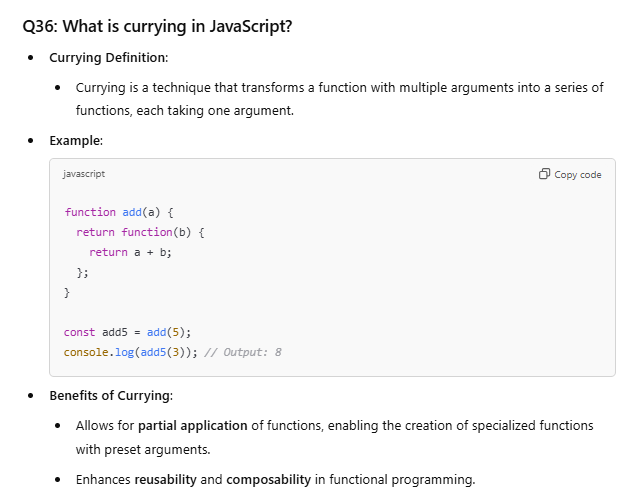 Q36: What is currying in JavaScript?
Currying Definition:
Currying is a technique that transforms a function with multiple arguments into a series of
functions, each taking one argument.
Example:
javascript Copy code
function add(a) {
  return function(b) {
    return a + b;
  };
}
const add5 = add(5);
console.log(add5(3)); // Output: 8
Benefits of Currying:
Allows for partial application of functions, enabling the creation of specialized functions
with preset arguments.
Enhances reusability and composability in functional programming.